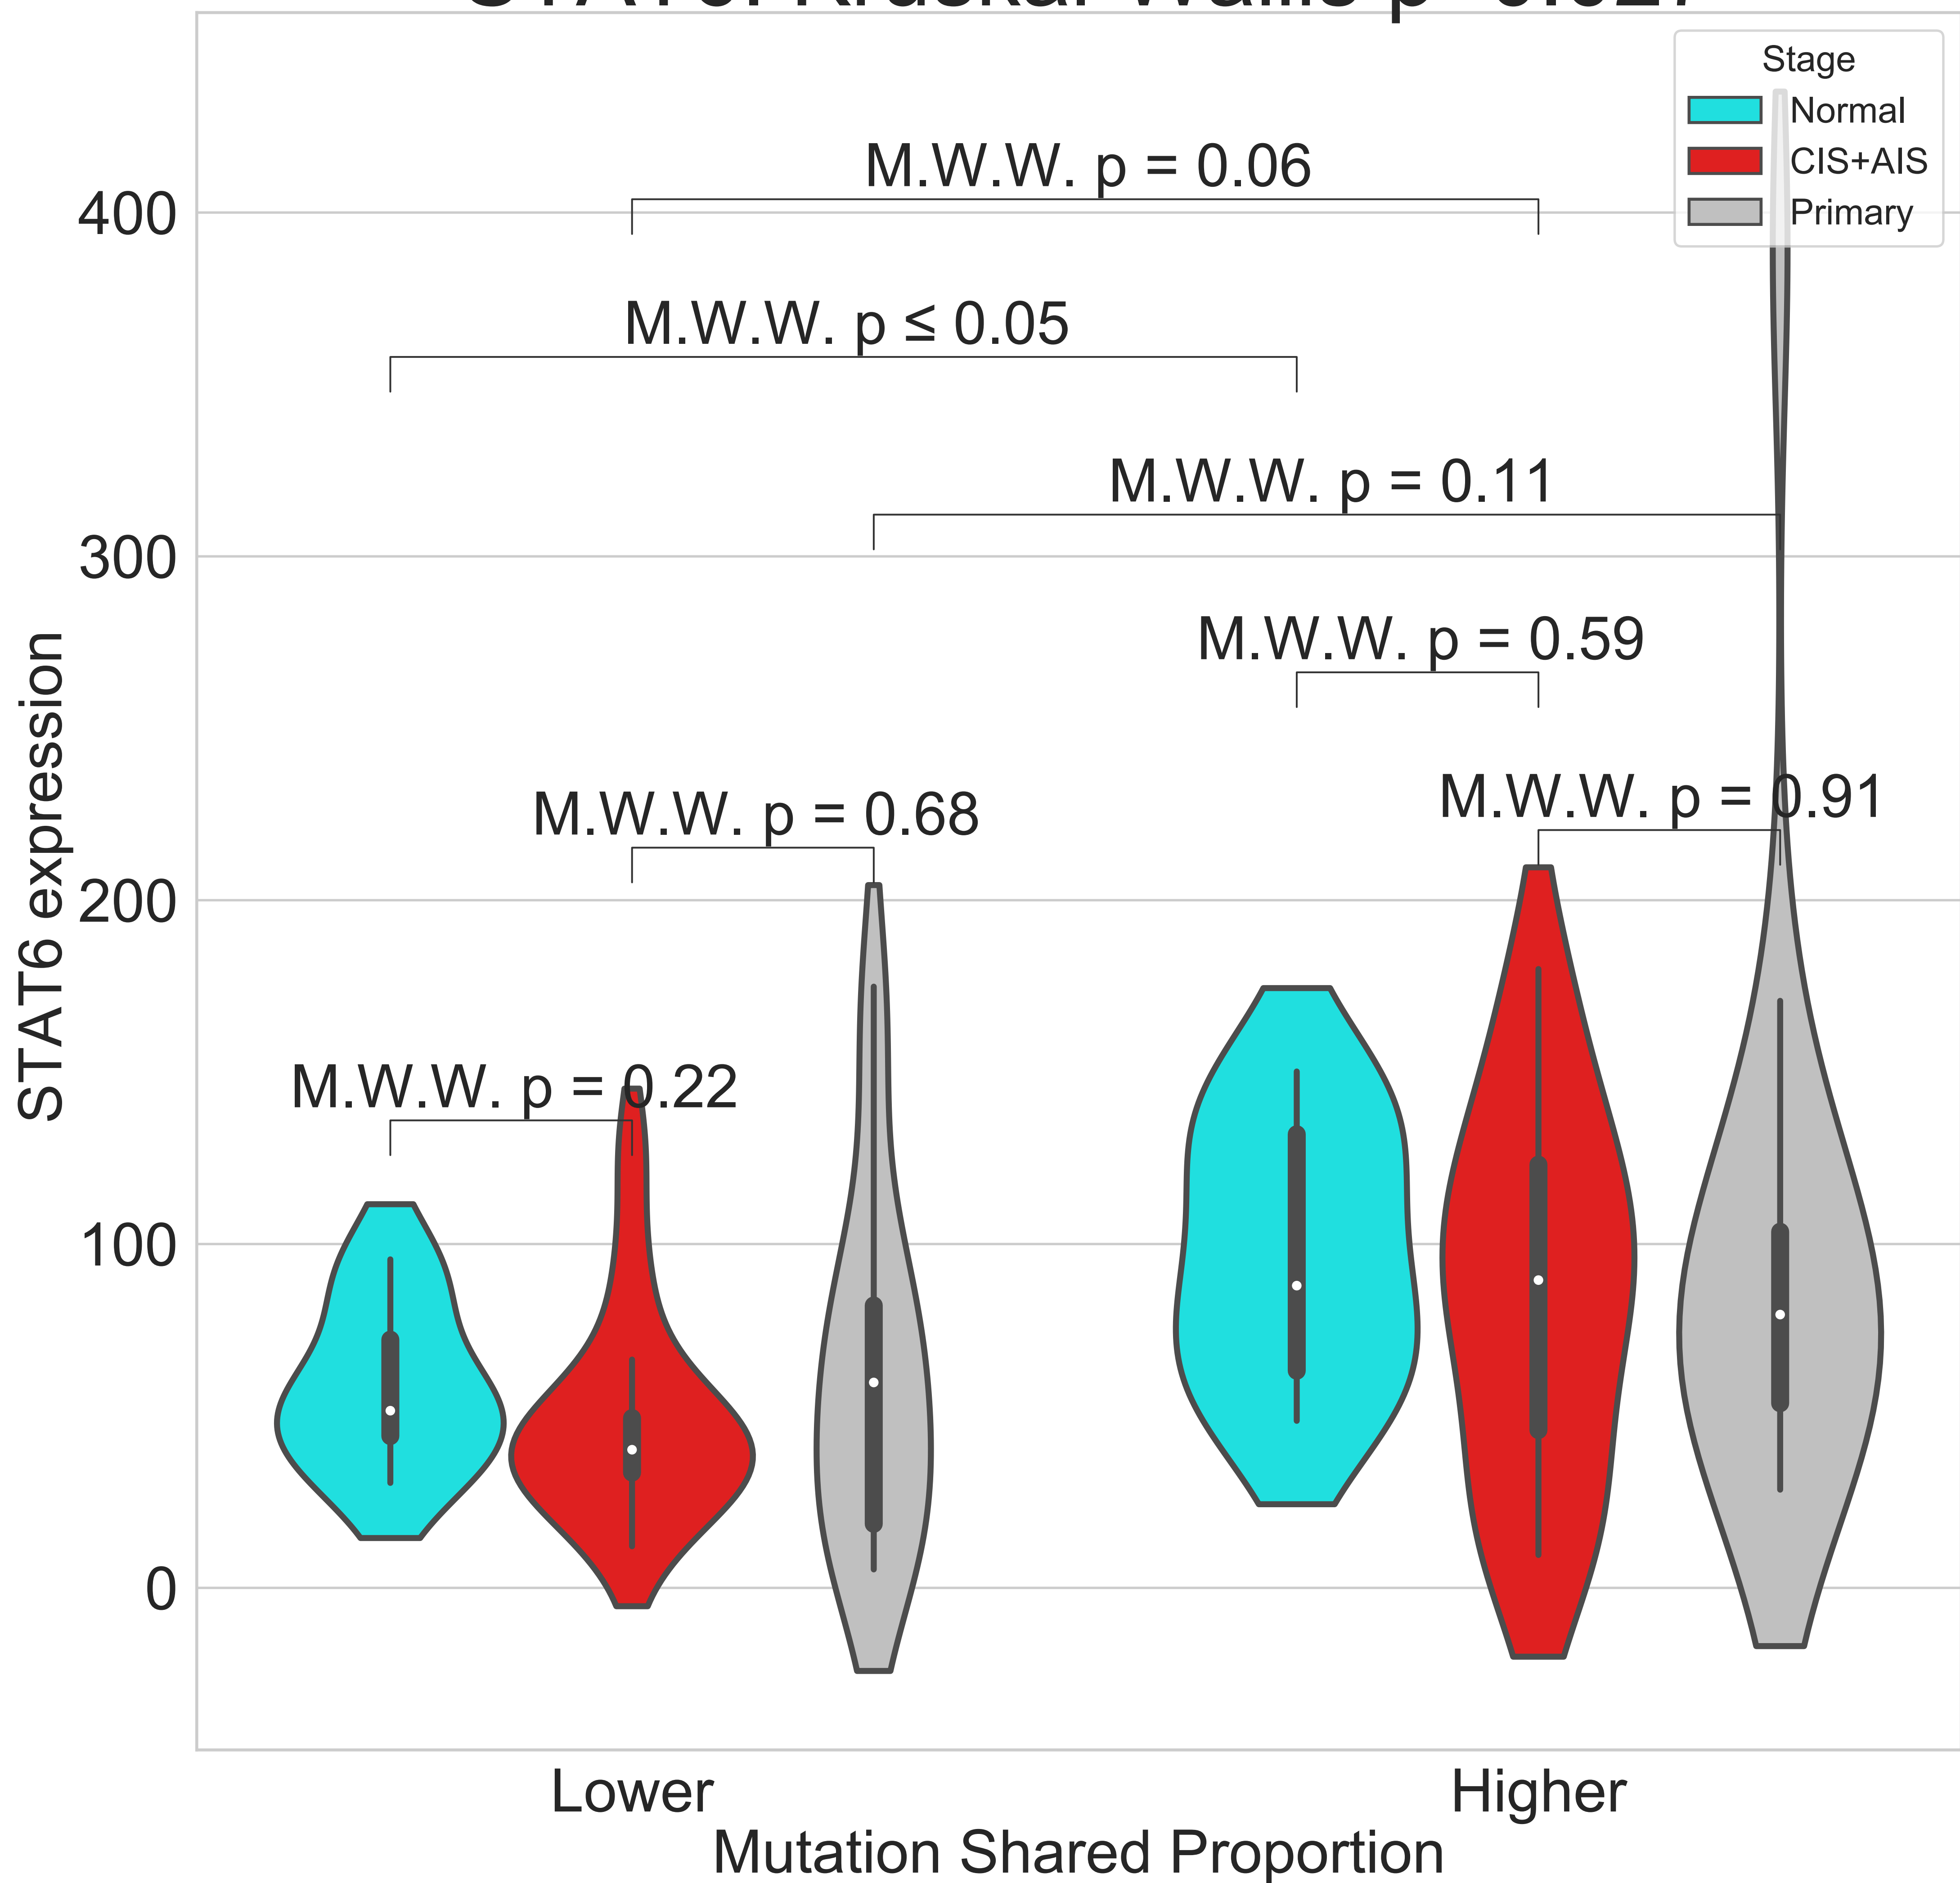 Stage
Normal
CIS+AIS
Primary
M.W.W. p = 0.06
400
M.W.W. p ≤ 0.05
M.W.W. p = 0.11
300
M.W.W. p = 0.59
M.W.W. p = 0.91
M.W.W. p = 0.68
200
M.W.W. p = 0.22
100
0
STAT6 expression
Lower
Higher
Mutation Shared Proportion